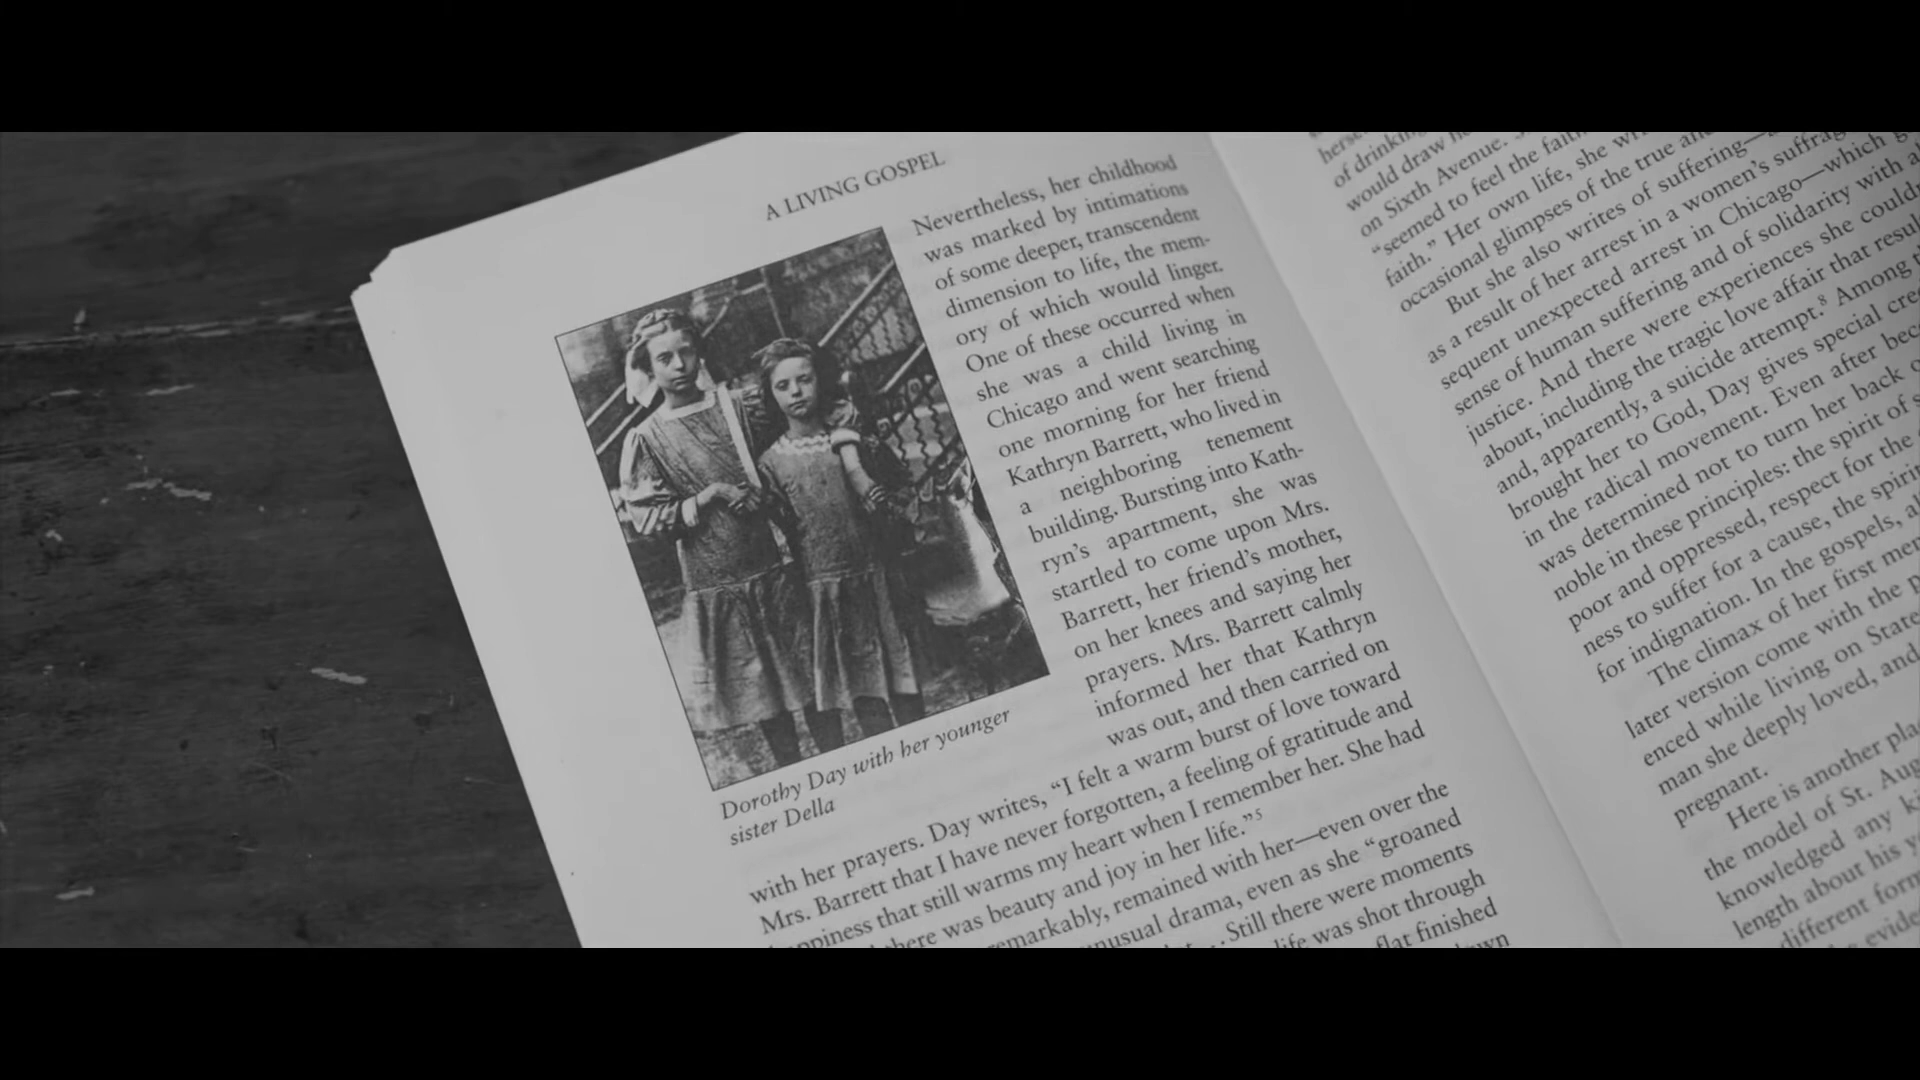 A LIVING GOSPEL
Nevertheless, her childhood
was marked by intimations
of some deeper, transcendent
dimension to life, the mem-
ory of which would linger.
One of these occurred when
she was a child living in
Chicago and went searching
one morning for her friend
Kathryn Barrett, who lived in
a neighboring tenement
building. Bursting into Kath-
ryn's apartment, she was
startled to come upon Mrs.
Barrett, her friend's mother,
on her knees and saying her
prayers. Mrs. Barrett calmly
informed her that Kathryn
was out, and then carried on
Dorothy Day with her younger
sister Della
with her prayers. Day writes, “I felt a warm burst of love toward
Mrs. Barrett that I have never forgotten, a feeling of gratitude and
happiness that still warms my heart when I remember her. She had
there was beauty and joy in her life.”5
remarkably, remained with her—even over the
unusual drama, even as she “groaned
. . Still there were moments
life was shot through
flat finished
of drinking
would draw
on Sixth Avenue.
“seemed to feel the faith
faith.” Her own life, she
occasional glimpses of the true and
But she also writes of suffering—
as a result of her arrest in a women's suffrage
sequent unexpected arrest in Chicago—which
sense of human suffering and of solidarity with
justice. And there were experiences she could
about, including the tragic love affair that
and, apparently, a suicide attempt.8 Among
brought her to God, Day gives special
in the radical movement. Even after
was determined not to turn her back
noble in these principles: the spirit of
poor and oppressed, respect for the
ness to suffer for a cause, the spirit
for indignation. In the gospels,
The climax of her first
later version come with the
enced while living on
man she deeply loved, and
pregnant.
Here is another
the model of St.
knowledged any
length about his
different
the